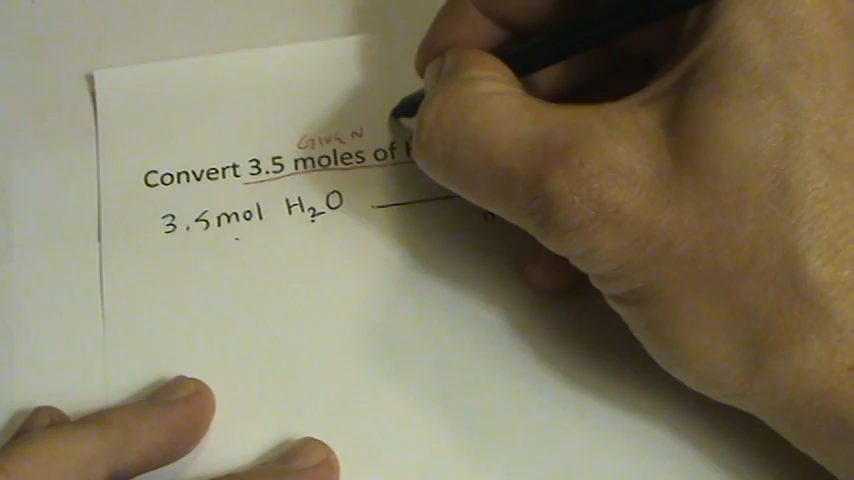 GIVEN
Convert 3.5 moles of
3.5mol H₂O